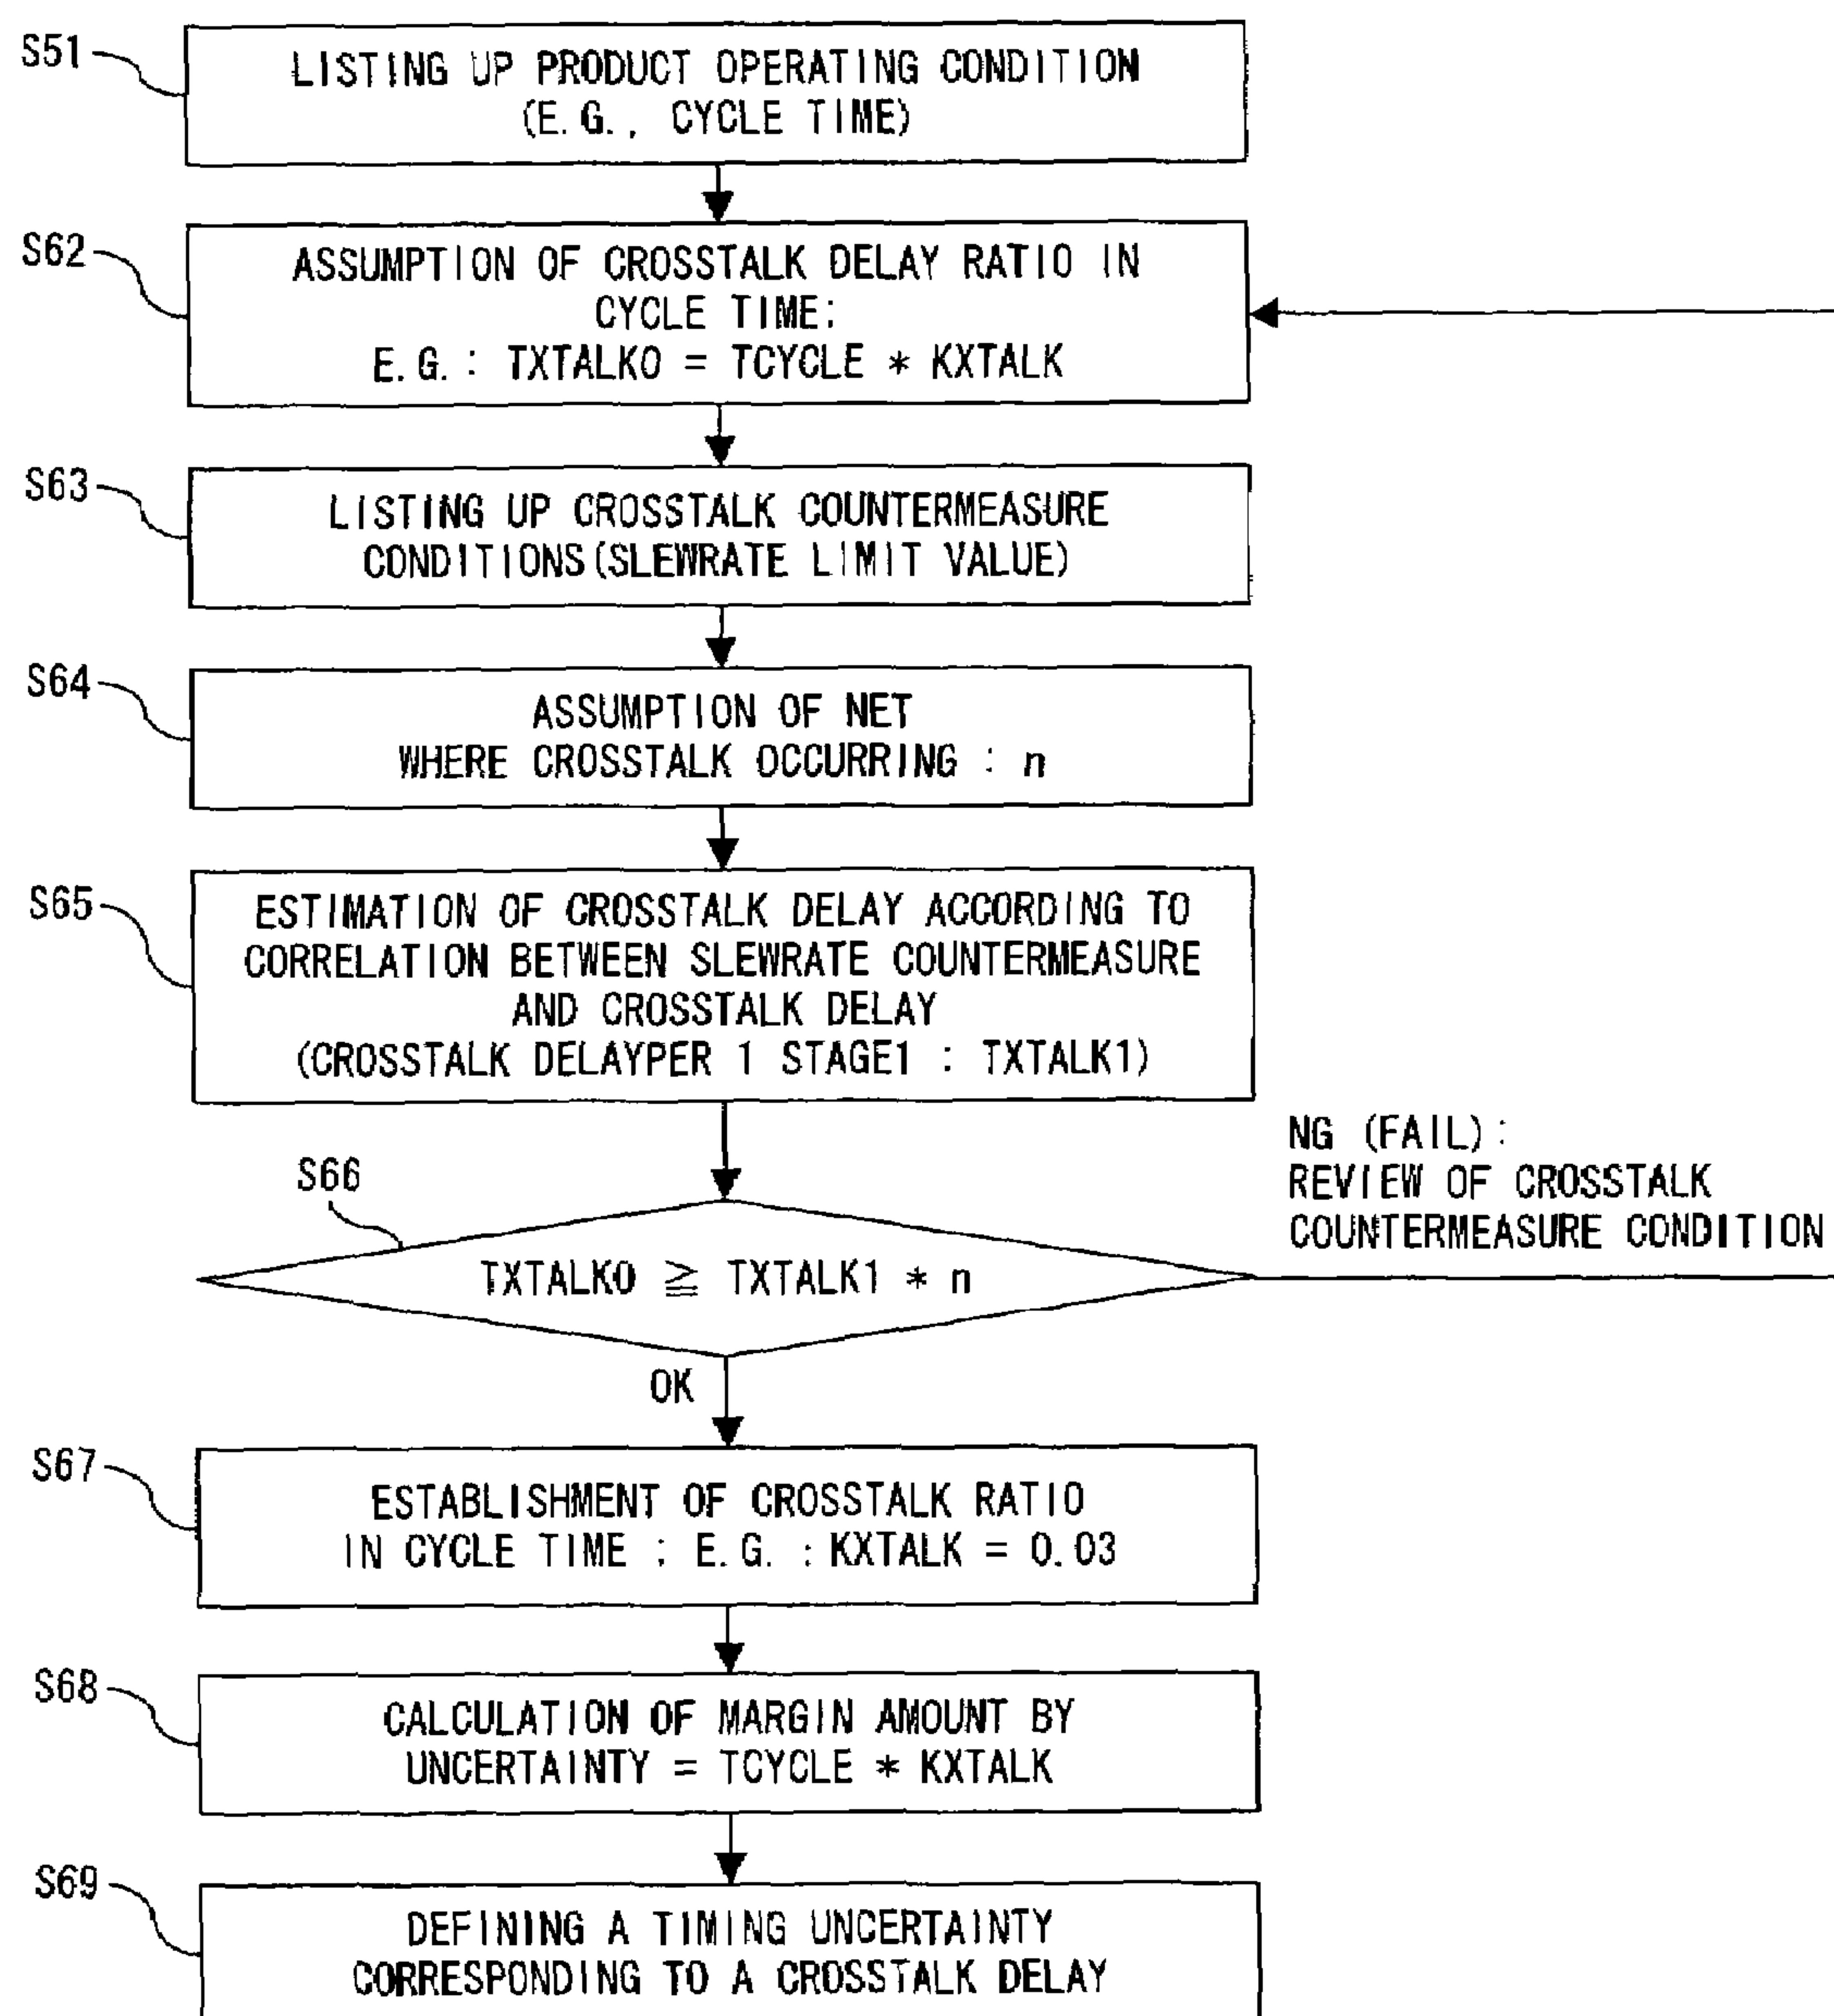 S51
LISTING UP PRODUCT OPERATING CONDITION
(E.G., CYCLE TIME)
S62
ASSUMPTION OF CROSSTALK DELAY RATIO IN
CYCLE TIME:
E.G.: TXTALK0 = TCYCLE * KXTALK
S63
LISTING UP CROSSTALK COUNTERMEASURE
CONDITIONS(SLEWRATE LIMIT VALUE)
S64
ASSUMPTION OF NET
WHERE CROSSTALK OCCURRING : n
S65
ESTIMATION OF CROSSTALK DELAY ACCORDING TO
CORRELATION BETWEEN SLEWRATE COUNTERMEASURE
AND CROSSTALK DELAY
(CROSSTALK DELAYPER 1 STAGE1 : TXTALK1)
NG (FAIL):
REVIEW OF CROSSTALK
COUNTERMEASURE CONDITION
S66
TXTALK0 ≧ TXTALK1 * n
OK
S67
ESTABLISHMENT OF CROSSTALK RATIO
IN CYCLE TIME : E.G. : KXTALK = 0.03
S68
CALCULATION OF MARGIN AMOUNT BY
UNCERTAINTY = TCYCLE * KXTALK
S69
DEFINING A TIMING UNCERTAINTY
CORRESPONDING TO A CROSSTALK DELAY